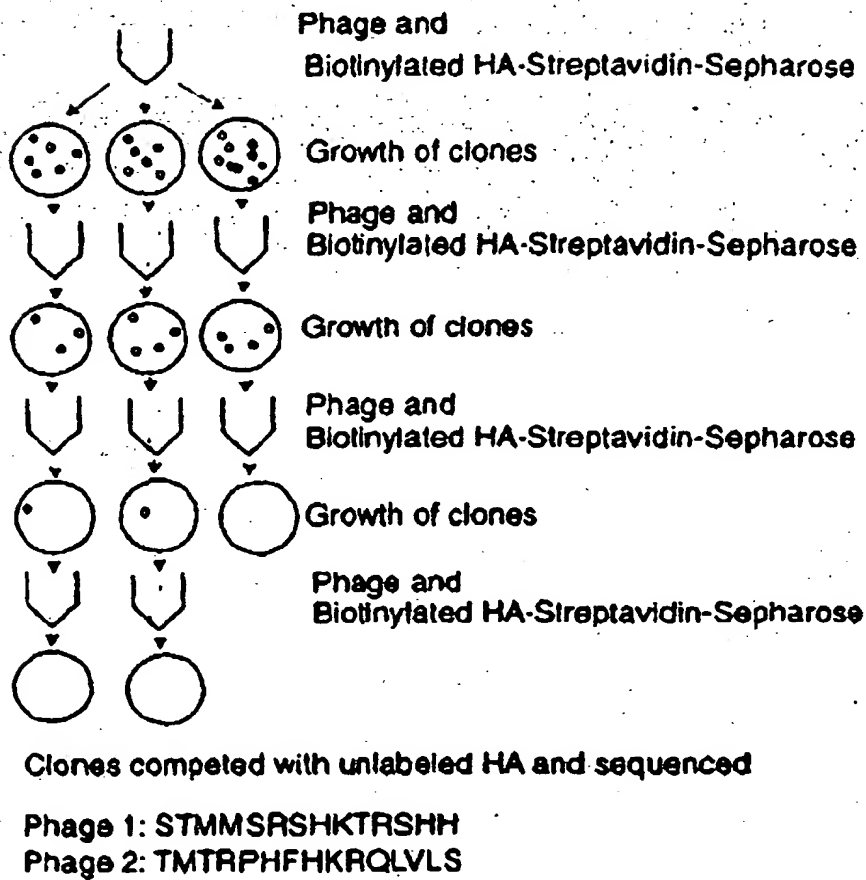 Phage and
Biotinylated HA-Streptavidin-Sepharose
Growth of clones
Phage and
Biotinylated HA-Streptavidin-Sepharose
Growth of clones
Phage and
Biotinylated HA-Streptavidin-Sepharose
Growth of clones
Phage and
Biotinylated HA-Streptavidin-Sepharose
Clones competed with unlabeled HA and sequenced
Phage 1: STMMSRSHKTRSHH
Phage 2: TMTRPHFHKRQLVLS